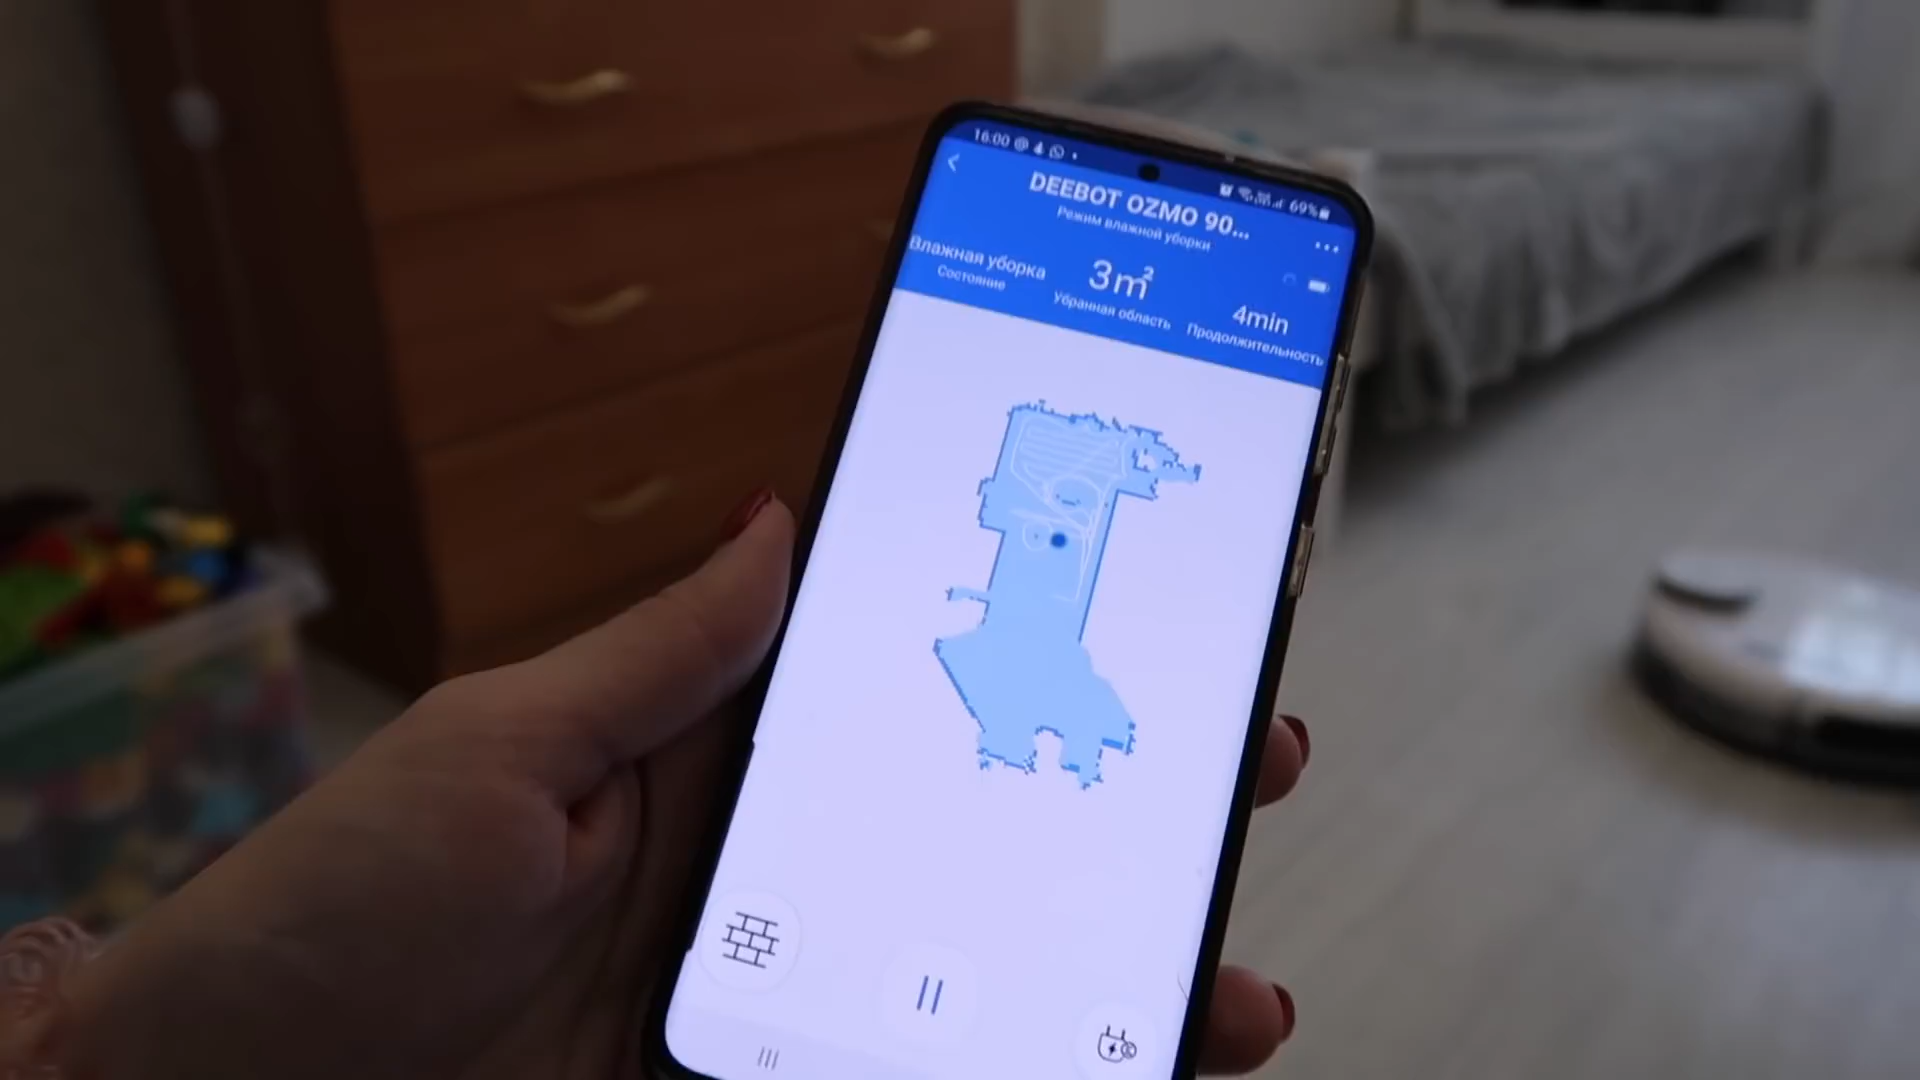 16:00
69%
DEEBOT OZMO 90...
Режим влажной уборки
Влажная уборка
Состояние
3㎡
Убранная область
4min
Продолжительность